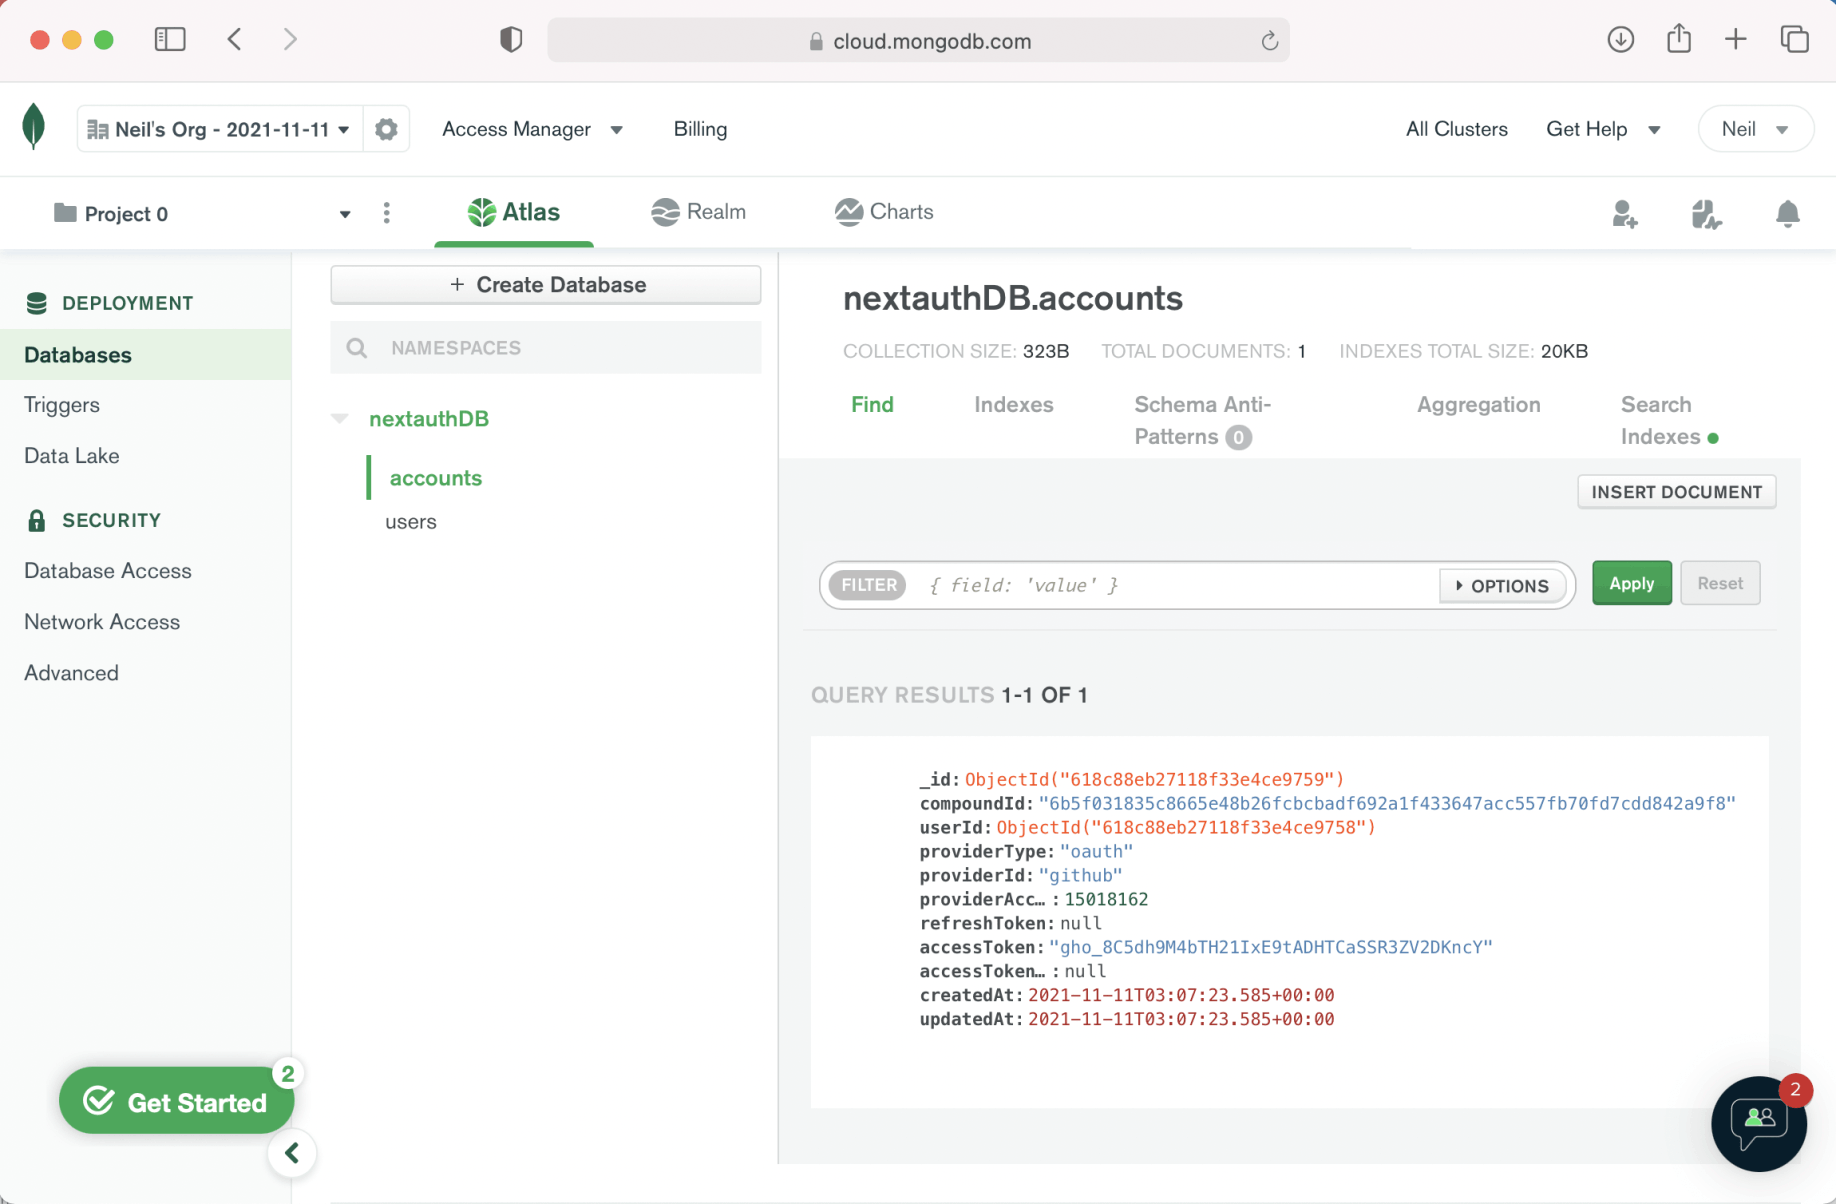 cloud.mongodb.com
Neil's Org - 2021-11-11
Access Manager
Billing
All Clusters
Get Help
Neil
Project 0
Atlas
Realm
Charts
DEPLOYMENT
Databases
Triggers
Data Lake
SECURITY
Database Access
Network Access
Advanced
Get Started
2
+ Create Database
NAMESPACES
nextauthDB
accounts
users
nextauthDB.accounts
COLLECTION SIZE: 323B TOTAL DOCUMENTS: 1 INDEXES TOTAL SIZE: 20KB
Find
Indexes
Schema Anti-
Patterns 0
Aggregation
Search
Indexes
INSERT DOCUMENT
FILTER { field: 'value' }
OPTIONS
Apply
Reset
QUERY RESULTS 1-1 OF 1
_id: ObjectId("618c88eb27118f33e4ce9759")
compoundId: "6b5f031835c8665e48b26fcbcbadf692a1f433647acc557fb70fd7cdd842a9f8"
userId: ObjectId("618c88eb27118f33e4ce9758")
providerType: "oauth"
providerId: "github"
providerAcc… : 15018162
refreshToken: null
accessToken: "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"
accessToken… : null
createdAt: 2021-11-11T03:07:23.585+00:00
updatedAt: 2021-11-11T03:07:23.585+00:00
2